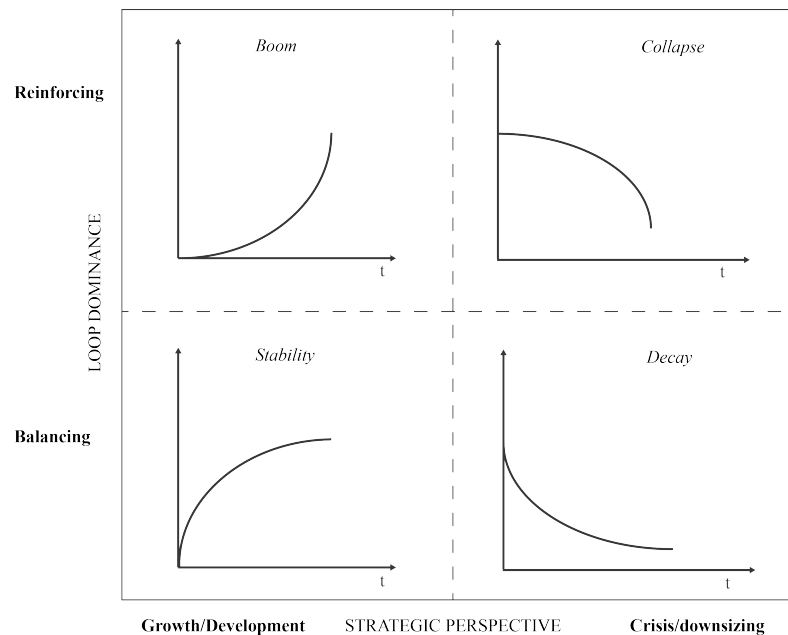 Boom
Collapse
Reinforcing
t
t
LOOP DOMINANCE
Stability
Decay
Balancing
t
t
Growth/Development STRATEGIC PERSPECTIVE Crisis/downsizing